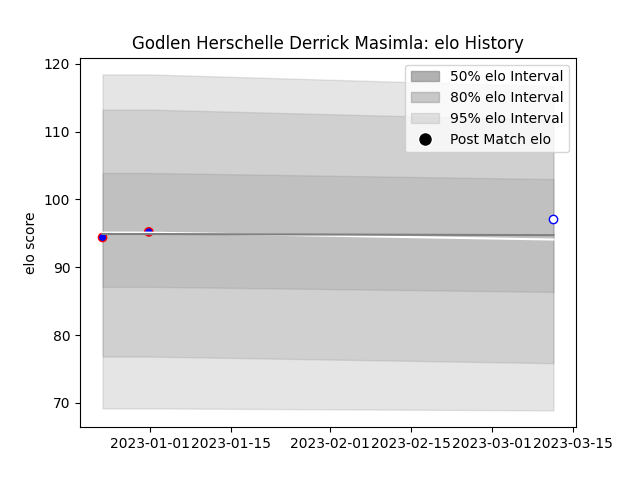 Godlen Herschelle Derrick Masimla: elo History
120
110
100
90
80
70
elo score
50% elo Interval
80% elo Interval
95% elo Interval
Post Match elo
2023-01-01
2023-01-15
2023-02-01
2023-02-15
2023-03-01
2023-03-15